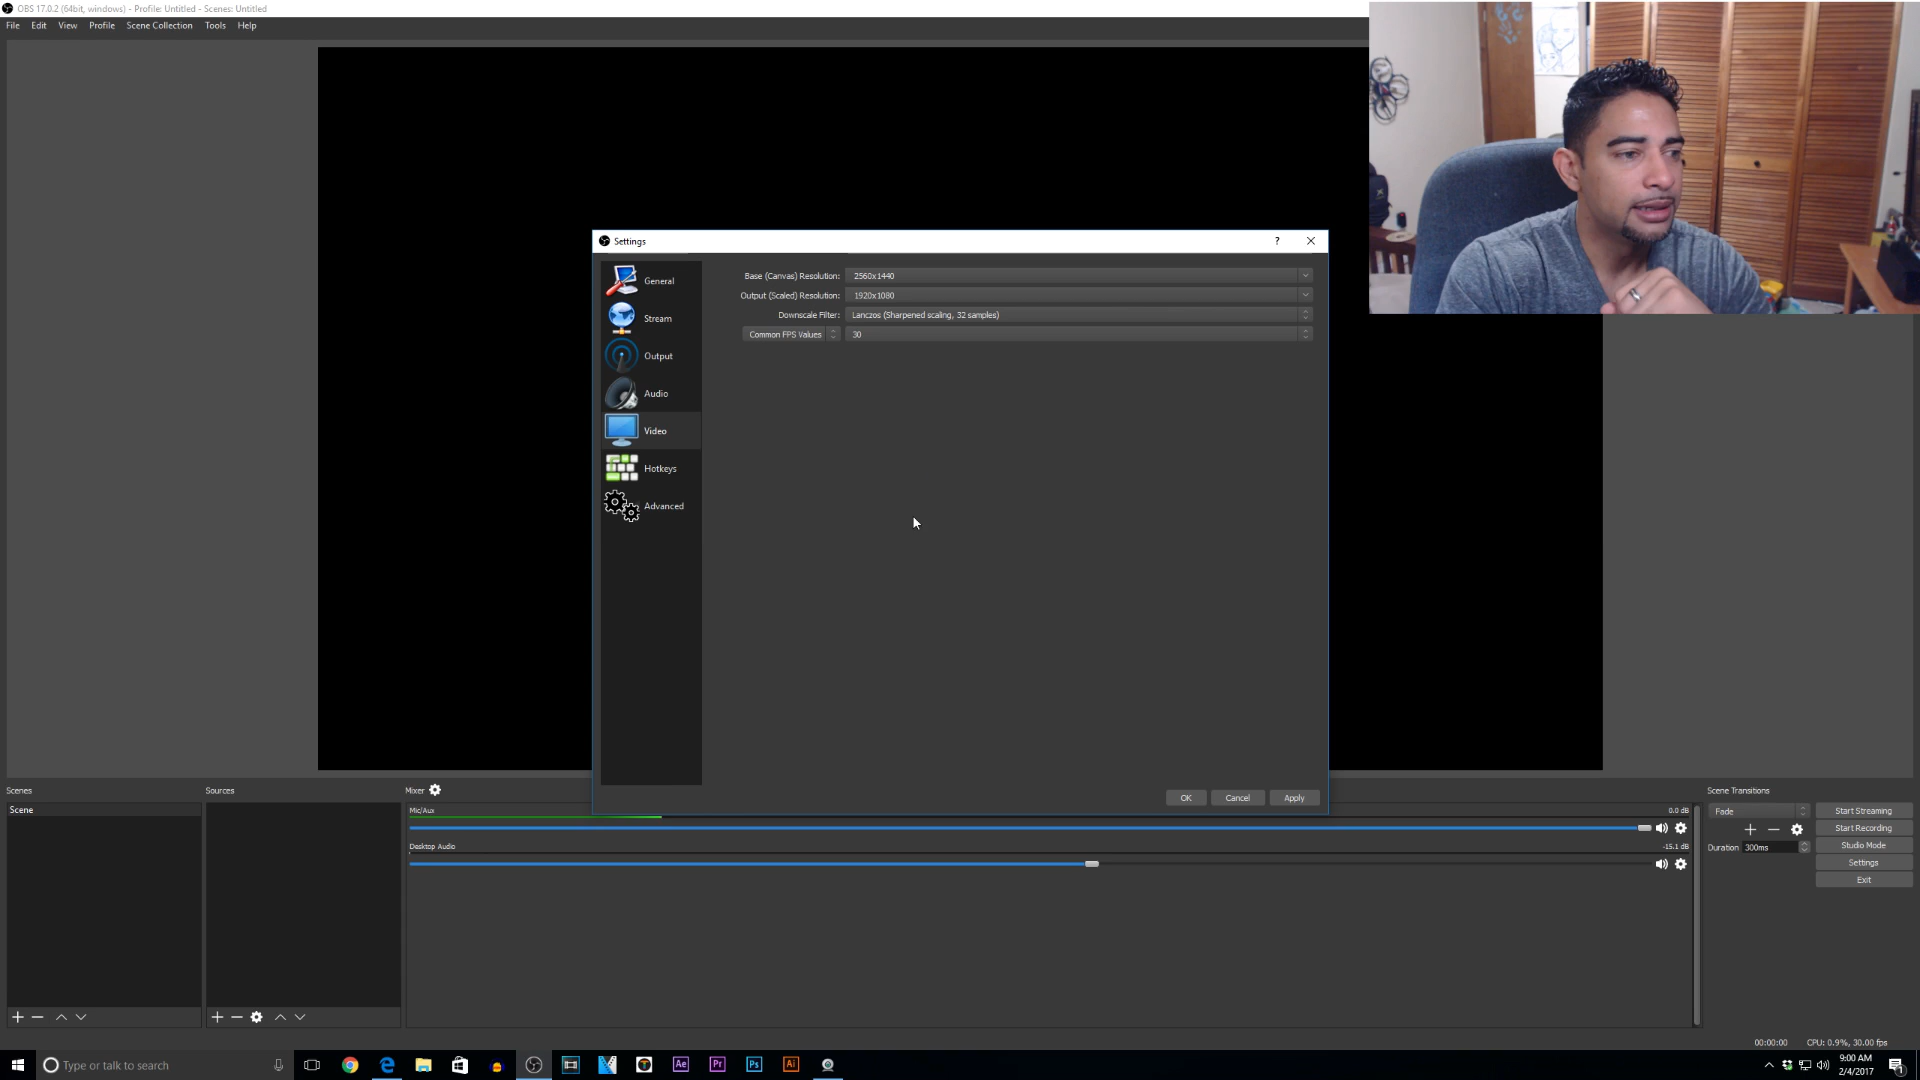 OBS 17.0.2 (64bit, windows) - Profile: Untitled - Scenes: Untitled
File Edit View Profile Scene Collection Tools Help
Settings
?
General
Stream
Output
Audio
Video
Hotkeys
Advanced
Base (Canvas) Resolution: 2560x1440
Output (Scaled) Resolution: 1920x1080
Downscale Filter: Lanczos (Sharpened scaling, 32 samples)
Common FPS Values 30
OK Cancel Apply
Scenes
Scene
Sources
Mixer
Mic/Aux 0.0 dB
Desktop Audio -15.1 dB
Scene Transitions
Fade
Duration 300ms
Start Streaming
Start Recording
Studio Mode
Settings
Exit
00:00:00 CPU: 0.9%, 30.00 fps
Type or talk to search
Ae Pr Ps Ai
9:00 AM
2/4/2017
1